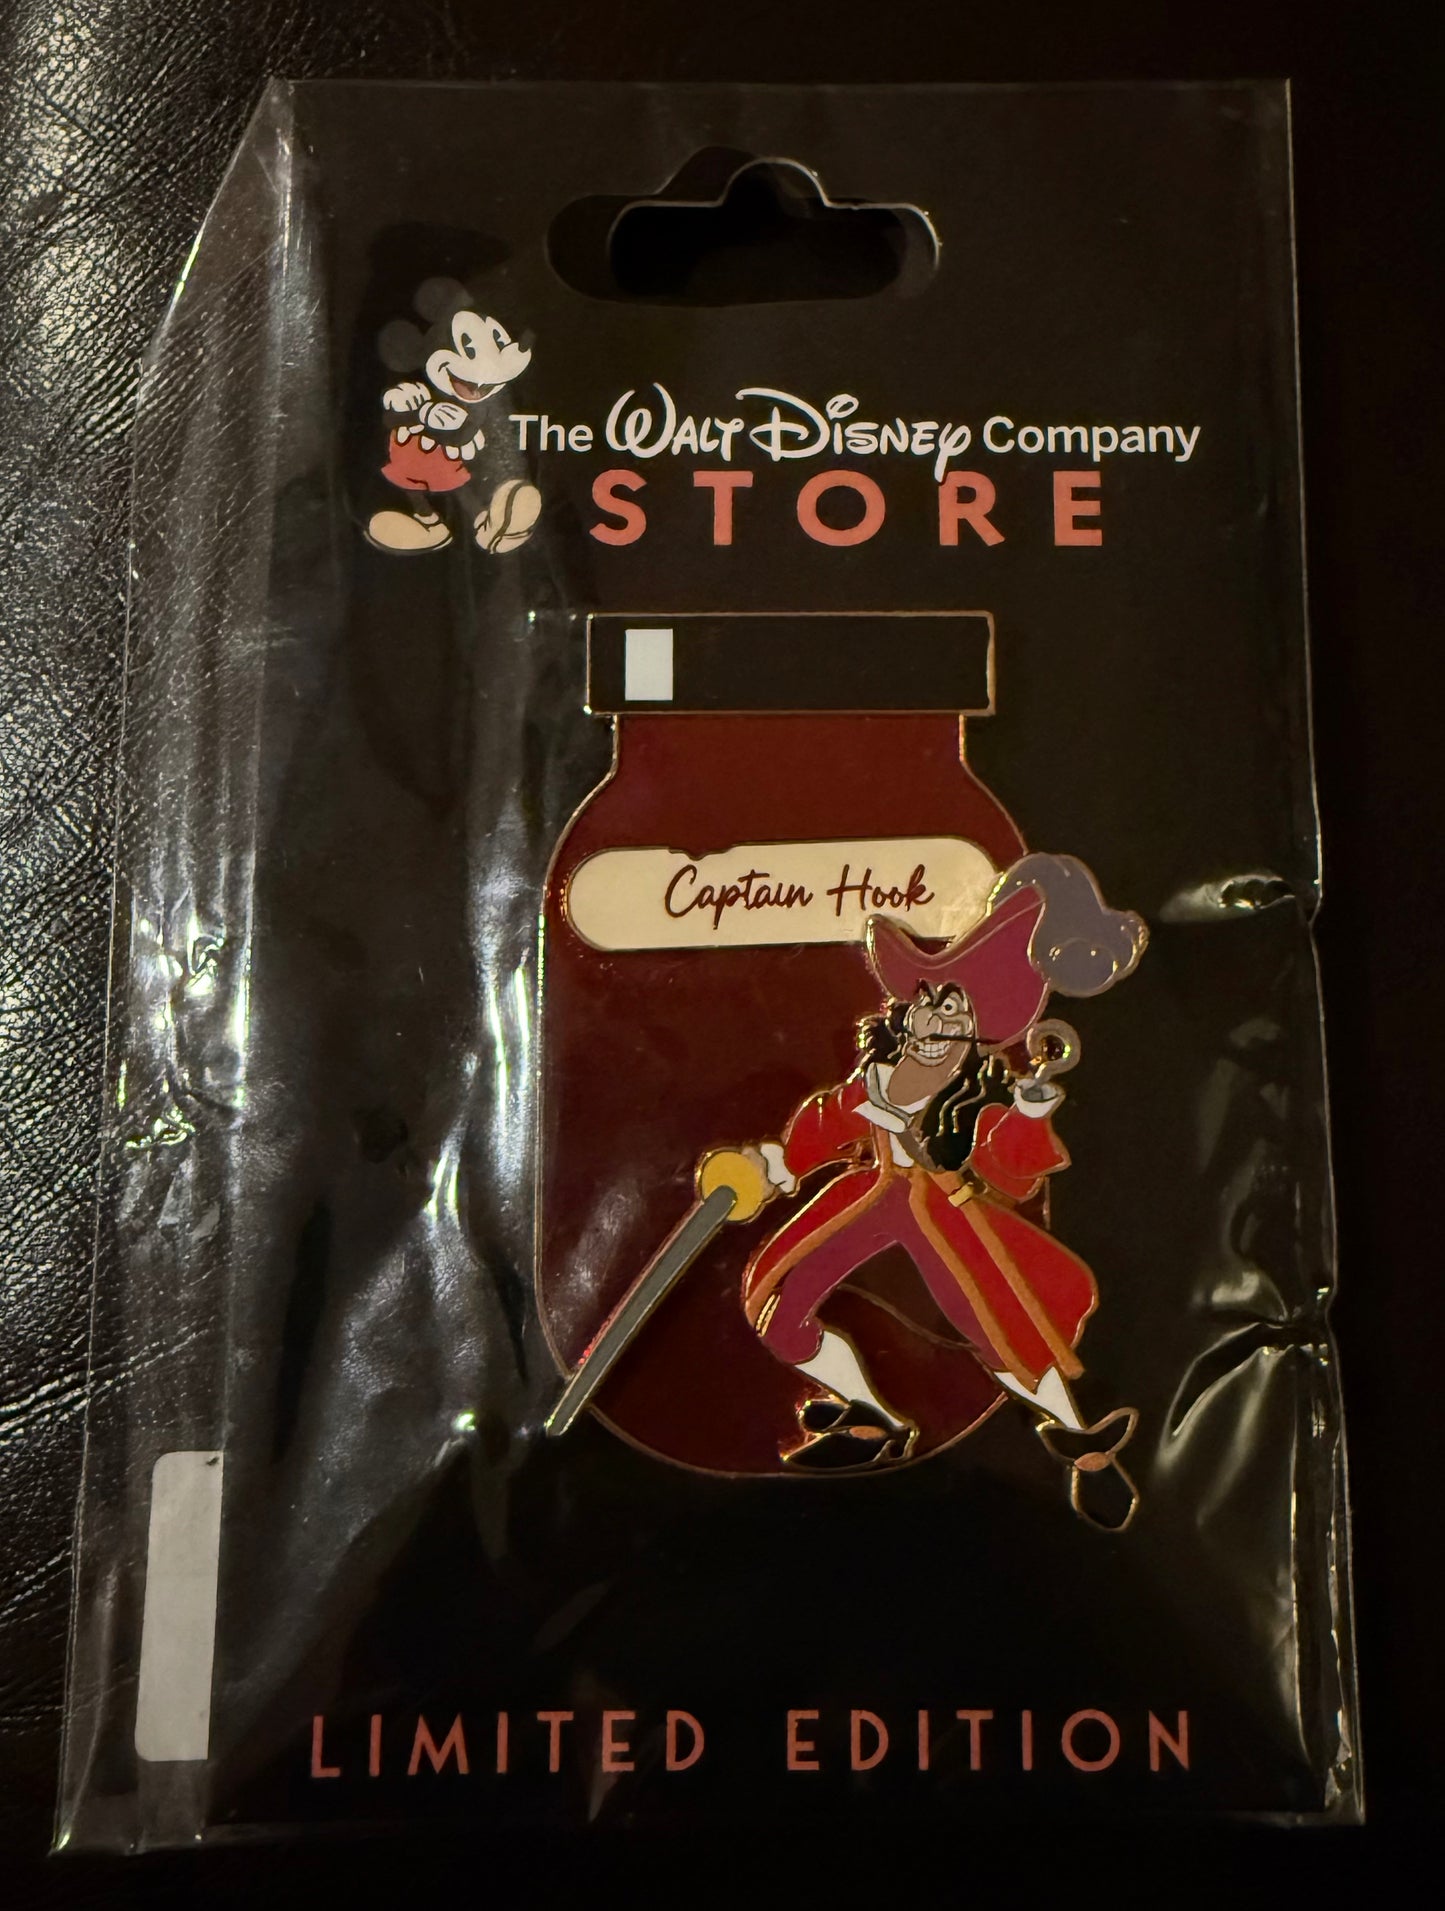 The Walt Disney Company
STORE
Captain Hook
LIMITED EDITION